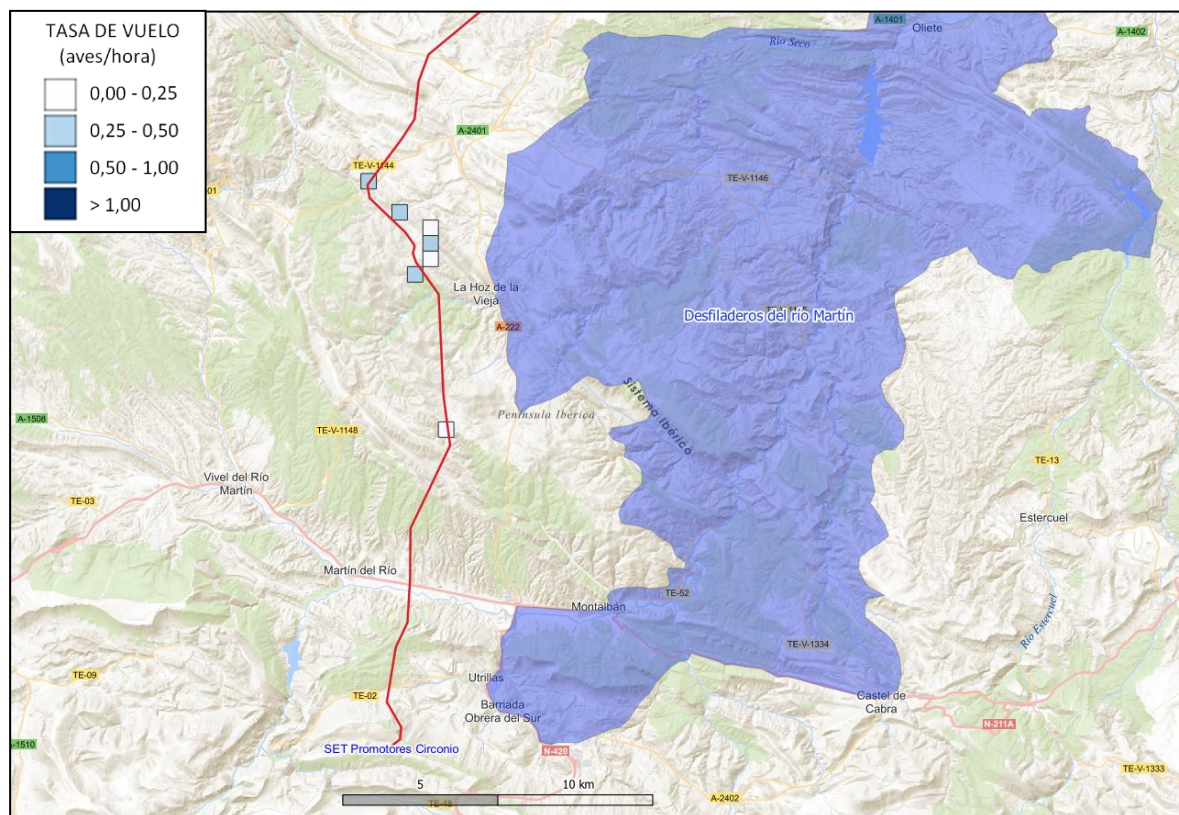 TASA DE VUELO
(aves/hora)
0,00 - 0,25
0,25 - 0,50
0,50 - 1,00
> 1,00
A-1401
Oliete
A-1402
Río Seco
A-2401
TE-V-1144
TE-V-1146
01
La Hoz de la
Vieja
A-222
Desfiladeros del río Martín
Sistema Ibérico
Península Ibérica
A-1508
TE-V-1148
Vivel del Río
Martín
TE-03
TE-13
Estercuel
Martín del Río
Montalbán
TE-52
Río Estercuel
TE-V-1334
TE-09
Utrillas
TE-02
Barriada
Obrera del Sur
Castel de
Cabra
N-211A
A-1510
SET Promotores Circonio
N-420
TE-V-1333
5
10 km
A-2402